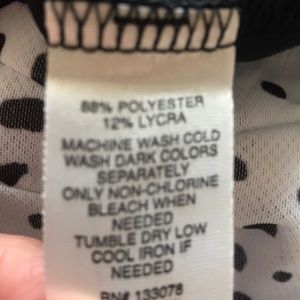 88% POLYESTER
12% LYCRA
MACHINE WASH COLD
WASH DARK COLORS
SEPARATELY
ONLY NON-CHLORINE
BLEACH WHEN
NEEDED
TUMBLE DRY LOW
COOL IRON IF
NEEDED
RN# 133078